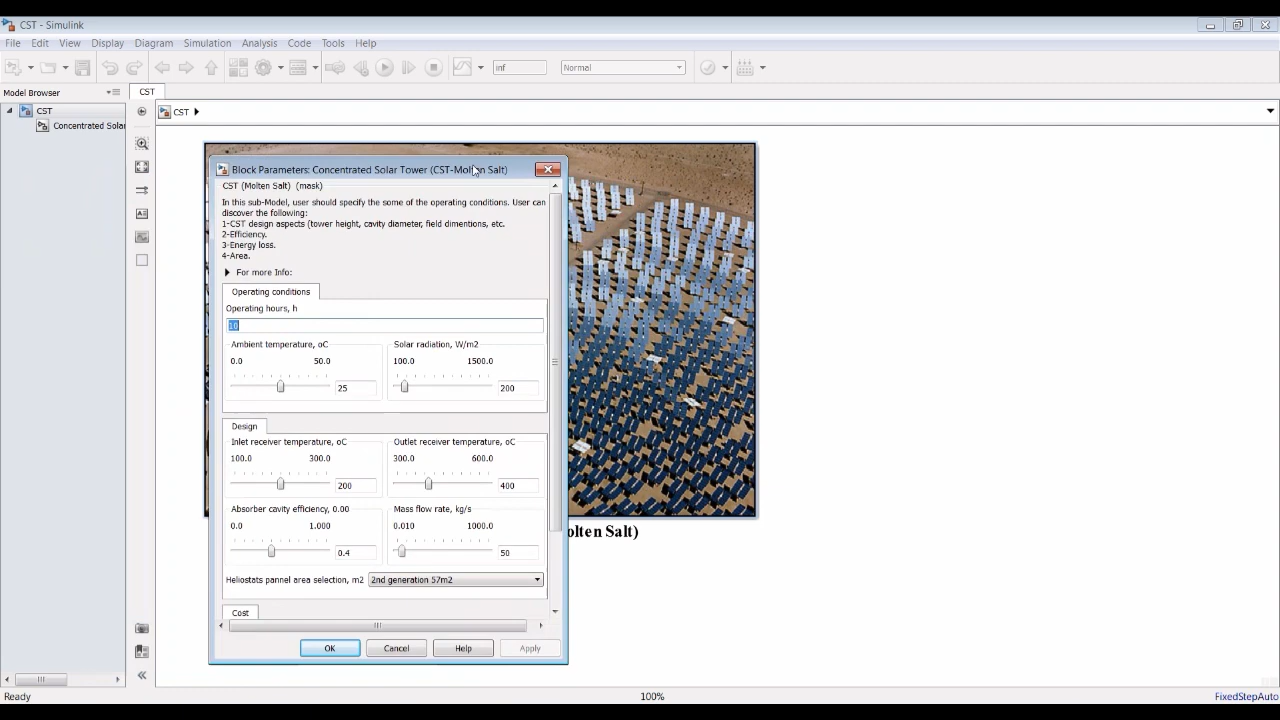 CST - Simulink
File Edit View Display Diagram Simulation Analysis Code Tools Help
inf Normal
Model Browser CST
CST CST
Concentrated Solar
Block Parameters: Concentrated Solar Tower (CST-Molten Salt)
CST (Molten Salt) (mask)
In this sub-Model, user should specify the some of the operating conditions. User can
discover the following:
1-CST design aspects (tower height, cavity diameter, field dimentions, etc.
2-Efficiency.
3-Energy loss.
4-Area.
For more Info:
Operating conditions
Operating hours, h
10
Ambient temperature, oC Solar radiation, W/m2
0.0 50.0 100.0 1500.0
25 200
Design
Inlet receiver temperature, oC Outlet receiver temperature, oC
100.0 300.0 300.0 600.0
200 400
Absorber cavity efficiency, 0.00 Mass flow rate, kg/s
0.0 1.000 0.010 1000.0
0.4 50
olten Salt)
Heliostats pannel area selection, m2 2nd generation 57m2
Cost
OK Cancel Help Apply
Ready 100% FixedStepAuto